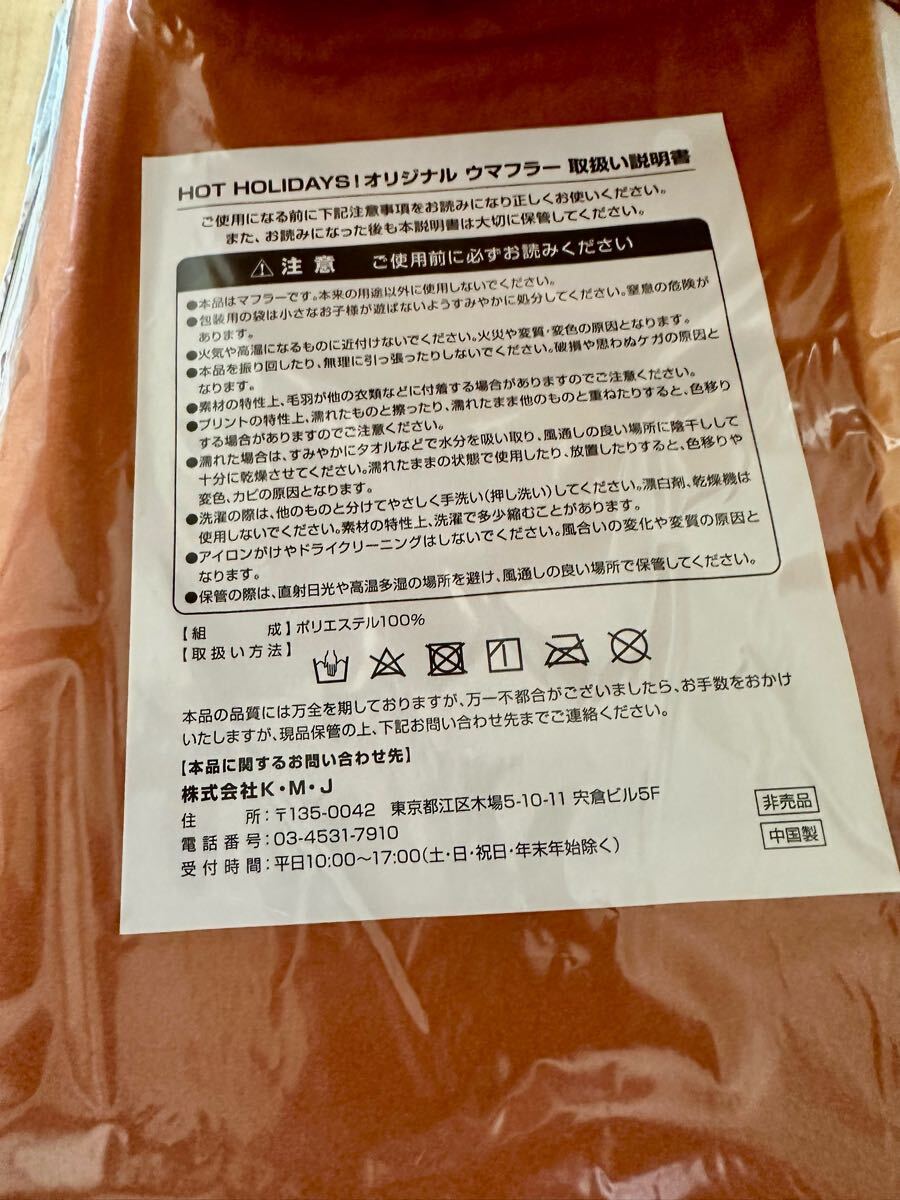 HOT HOLIDAYS!オリジナル ウマフラー 取扱い説明書
ご使用になる前に下記注意事項をお読みになり正しくお使いください。
また、お読みになった後も本説明書は大切に保管してください。
⚠ 注意 ご使用前に必ずお読みください
●本品はマフラーです。本来の用途以外に使用しないでください。
●包装用の袋は小さなお子様が遊ばないようすみやかに処分してください。窒息の危険が
あります。
●火気や高温になるものに近付けないでください。火災や変質・変色の原因となります。
●本品を振り回したり、無理に引っ張ったりしないでください。破損や思わぬケガの原因と
なります。
●素材の特性上、毛羽が他の衣類などに付着する場合がありますのでご注意ください。
●プリントの特性上、濡れたものと擦ったり、濡れたまま他のものと重ねたりすると、色移り
する場合がありますのでご注意ください。
●濡れた場合は、すみやかにタオルなどで水分を吸い取り、風通しの良い場所に陰干しして
十分に乾燥させてください。濡れたままの状態で使用したり、放置したりすると、色移りや
変色、カビの原因となります。
●洗濯の際は、他のものと分けてやさしく手洗い(押し洗い)してください。漂白剤、乾燥機は
使用しないでください。素材の特性上、洗濯で多少縮むことがあります。
●アイロンがけやドライクリーニングはしないでください。風合いの変化や変質の原因と
なります。
●保管の際は、直射日光や高温多湿の場所を避け、風通しの良い場所で保管してください。
【組 成】ポリエステル100%
【取扱い方法】
本品の品質には万全を期しておりますが、万一不都合がございましたら、お手数をおかけ
いたしますが、現品保管の上、下記お問い合わせ先までご連絡ください。
【本品に関するお問い合わせ先】
株式会社K・M・J
住 所:〒135-0042 東京都江区木場5-10-11 宍倉ビル5F
電話番号:03-4531-7910
受付時間:平日10:00~17:00(土・日・祝日・年末年始除く)
非売品
中国製